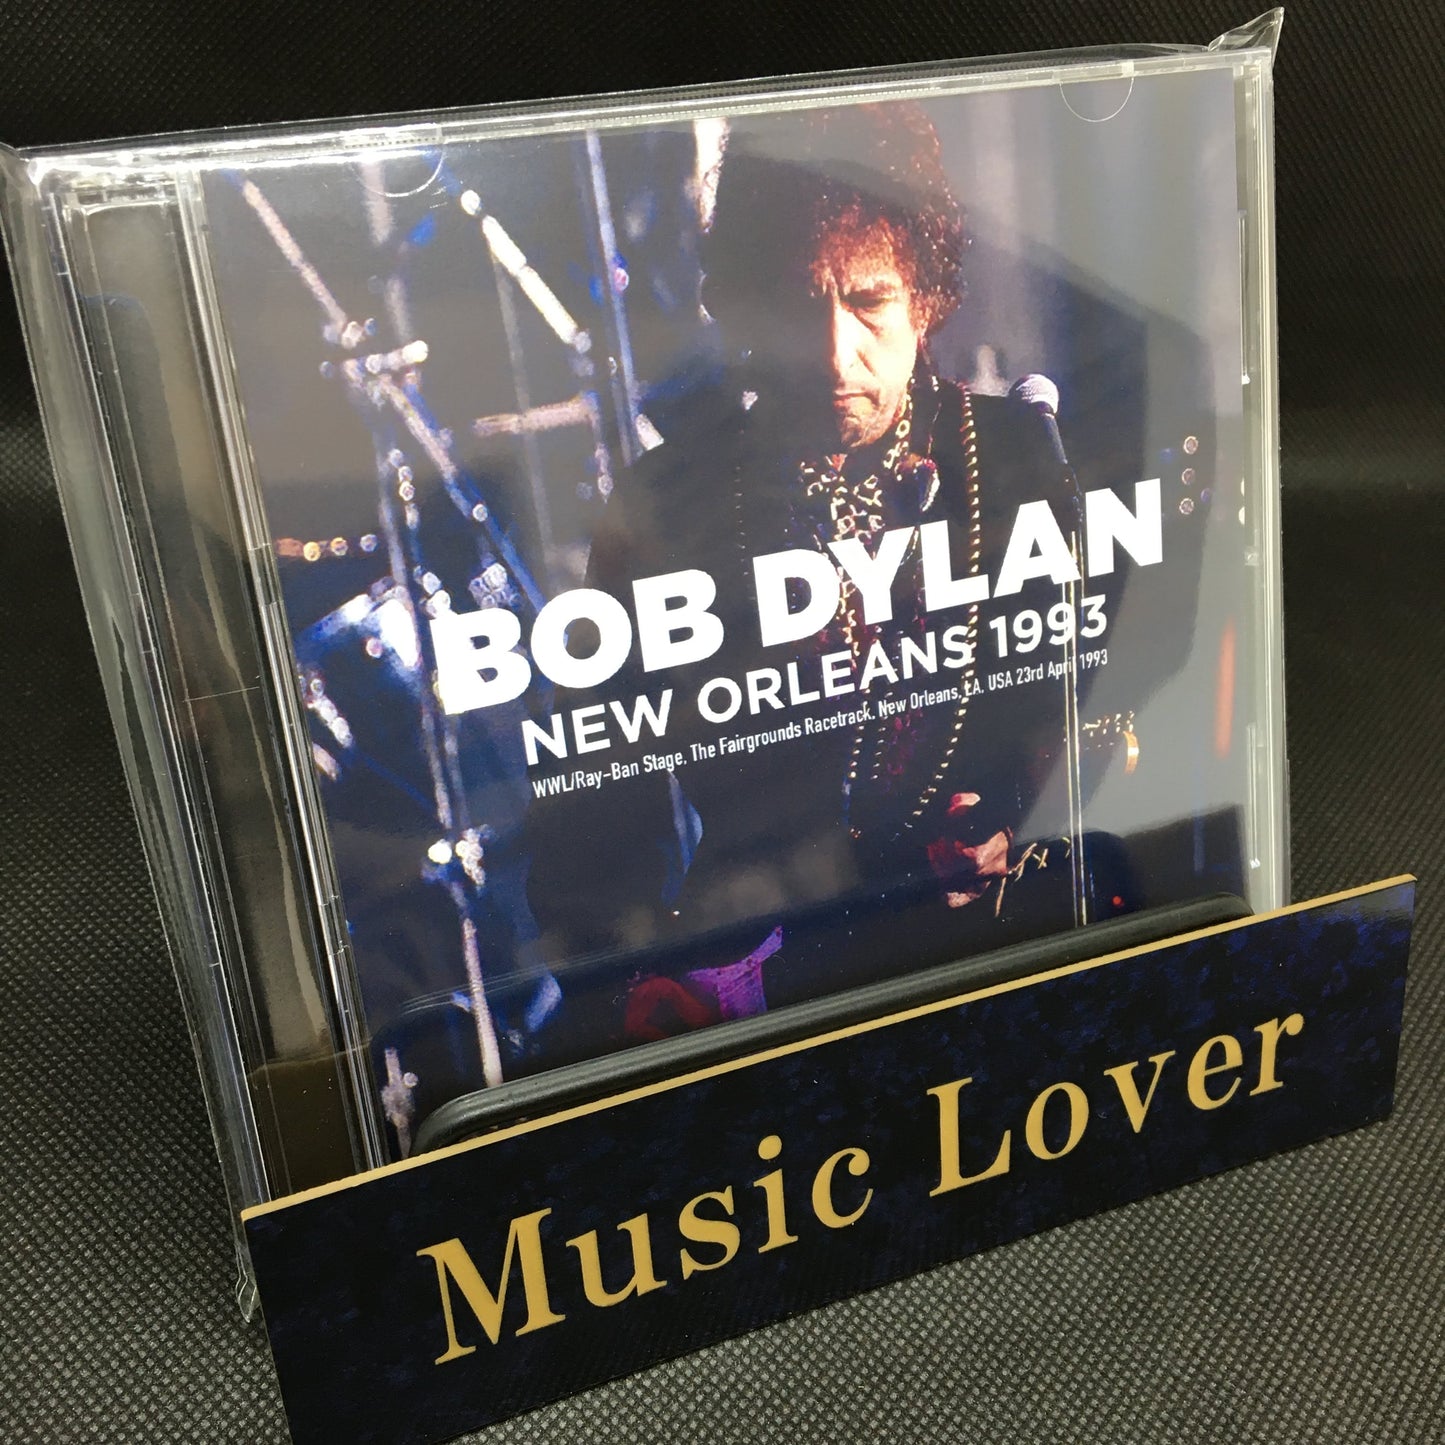 BOB DYLAN
NEW ORLEANS 1993
WWL/Ray-Ban Stage, The Fairgrounds Racetrack, New Orleans, LA, USA 23rd April 1993
Music Lover